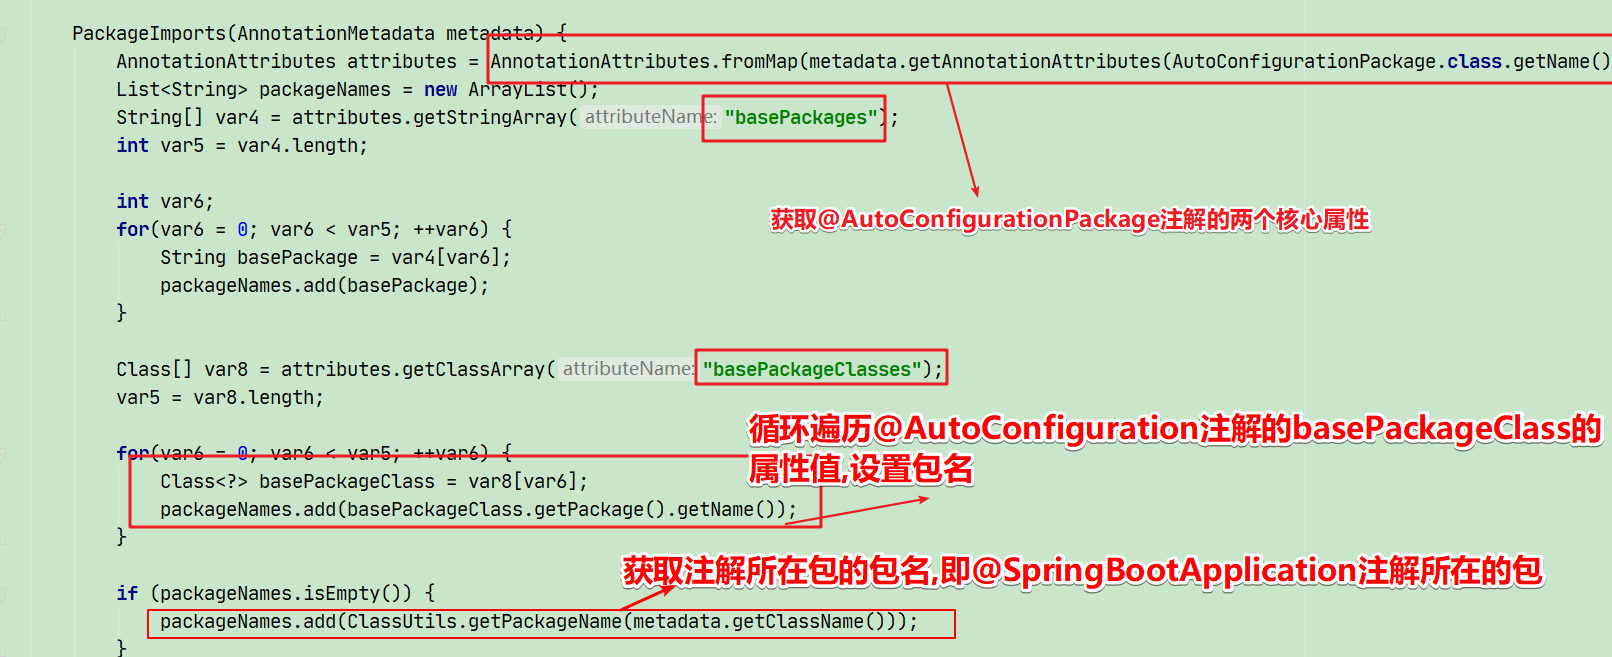 PackageImports(AnnotationMetadata metadata) {
AnnotationAttributes attributes = AnnotationAttributes.fromMap(metadata.getAnnotationAttributes(AutoConfigurationPackage.class.getName()
List<String> packageNames = new ArrayList();
String[] var4 = attributes.getStringArray( attributeName: "basePackages");
int var5 = var4.length;
int var6;
获取@AutoConfigurationPackage注解的两个核心属性
for(var6 = 0; var6 < var5; ++var6) {
String basePackage = var4[var6];
packageNames.add(basePackage);
}
Class[] var8 = attributes.getClassArray( attributeName: "basePackageClasses");
var5 = var8.length;
循环遍历@AutoConfiguration注解的basePackageClass的
属性值,设置包名
for(var6 = 0; var6 < var5; ++var6) {
Class<?> basePackageClass = var8[var6];
packageNames.add(basePackageClass.getPackage().getName());
}
获取注解所在包的包名,即@SpringBootApplication注解所在的包
if (packageNames.isEmpty()) {
packageNames.add(ClassUtils.getPackageName(metadata.getClassName()));
}